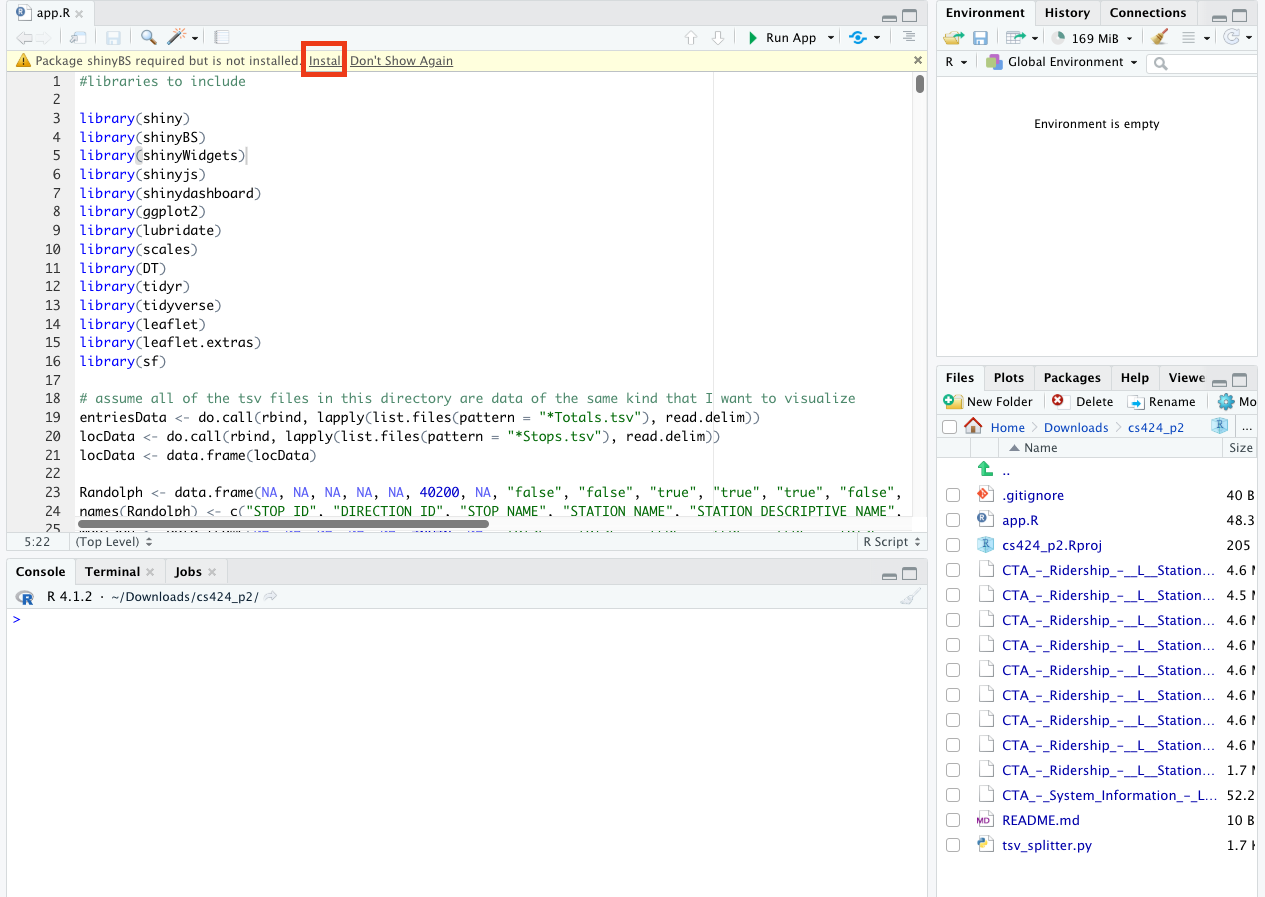 app.R
Run App
Package shinyBS required but is not installed. Instal Don't Show Again
1 #libraries to include
2
3 library(shiny)
4 library(shinyBS)
5 library(shinyWidgets)
6 library(shinyjs)
7 library(shinydashboard)
8 library(ggplot2)
9 library(lubridate)
10 library(scales)
11 library(DT)
12 library(tidyr)
13 library(tidyverse)
14 library(leaflet)
15 library(leaflet.extras)
16 library(sf)
17
18 # assume all of the tsv files in this directory are data of the same kind that I want to visualize
19 entriesData <- do.call(rbind, lapply(list.files(pattern = "*Totals.tsv"), read.delim))
20 locData <- do.call(rbind, lapply(list.files(pattern = "*Stops.tsv"), read.delim))
21 locData <- data.frame(locData)
22
23 Randolph <- data.frame(NA, NA, NA, NA, NA, 40200, NA, "false", "false", "true", "true", "true", "false",
24 names(Randolph) <- c("STOP_ID", "DIRECTION_ID", "STOP_NAME", "STATION_NAME", "STATION_DESCRIPTIVE_NAME",
25
5:22 (Top Level) R Script
Console Terminal Jobs
R 4.1.2 · ~/Downloads/cs424_p2/
>
Environment History Connections
169 MiB
R Global Environment
Environment is empty
Files Plots Packages Help Viewe
New Folder Delete Rename Mo
Home Downloads cs424_p2 R ...
Name Size
..
.gitignore 40 B
app.R 48.3
cs424_p2.Rproj 205
CTA_-_Ridership_-__L__Station... 4.6 M
CTA_-_Ridership_-__L__Station... 4.5 M
CTA_-_Ridership_-__L__Station... 4.6 M
CTA_-_Ridership_-__L__Station... 4.6 M
CTA_-_Ridership_-__L__Station... 4.6 M
CTA_-_Ridership_-__L__Station... 4.6 M
CTA_-_Ridership_-__L__Station... 4.6 M
CTA_-_Ridership_-__L__Station... 4.6 M
CTA_-_Ridership_-__L__Station... 1.7 M
CTA_-_System_Information_-_L... 52.2
README.md 10 B
tsv_splitter.py 1.7 K